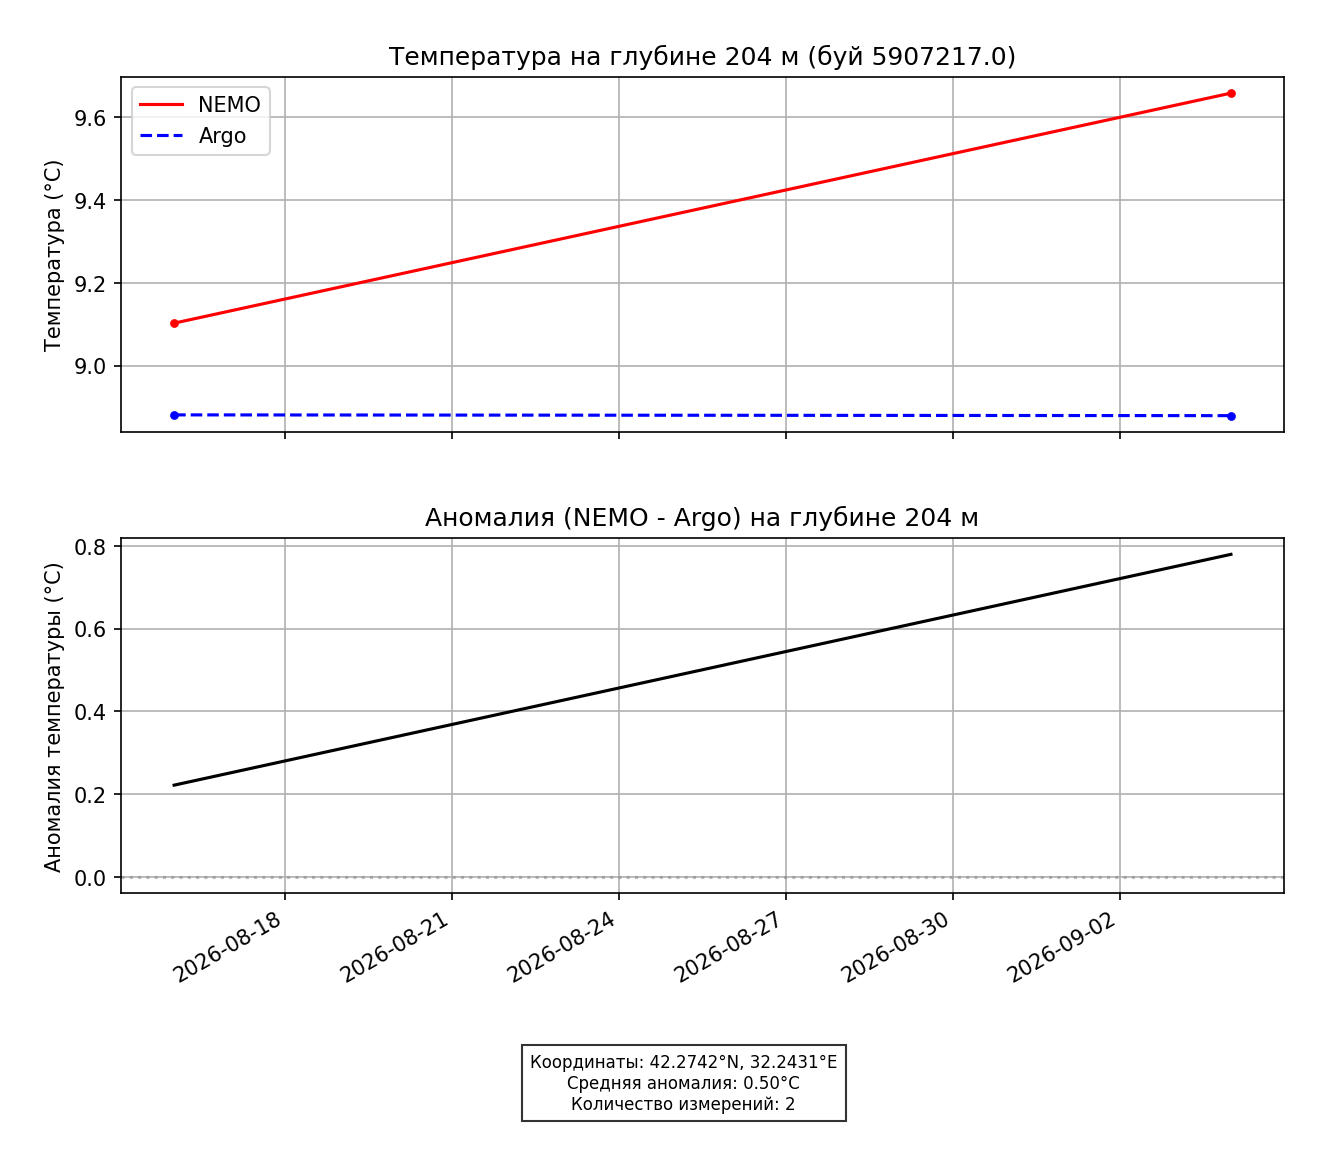 Температура на глубине 204 м (буй 5907217.0)
NEMO
Argo
Температура (°C)
9.6
9.4
9.2
9.0
Аномалия (NEMO - Argo) на глубине 204 м
Аномалия температуры (°C)
0.8
0.6
0.4
0.2
0.0
2026-08-18
2026-08-21
2026-08-24
2026-08-27
2026-08-30
2026-09-02
Координаты: 42.2742°N, 32.2431°E
Средняя аномалия: 0.50°C
Количество измерений: 2